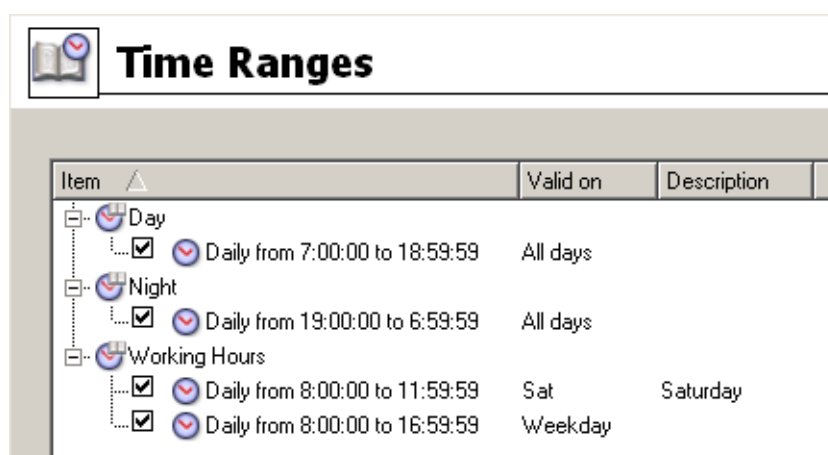 Time Ranges
Item Valid on Description
Day
Daily from 7:00:00 to 18:59:59 All days
Night
Daily from 19:00:00 to 6:59:59 All days
Working Hours
Daily from 8:00:00 to 11:59:59 Sat Saturday
Daily from 8:00:00 to 16:59:59 Weekday